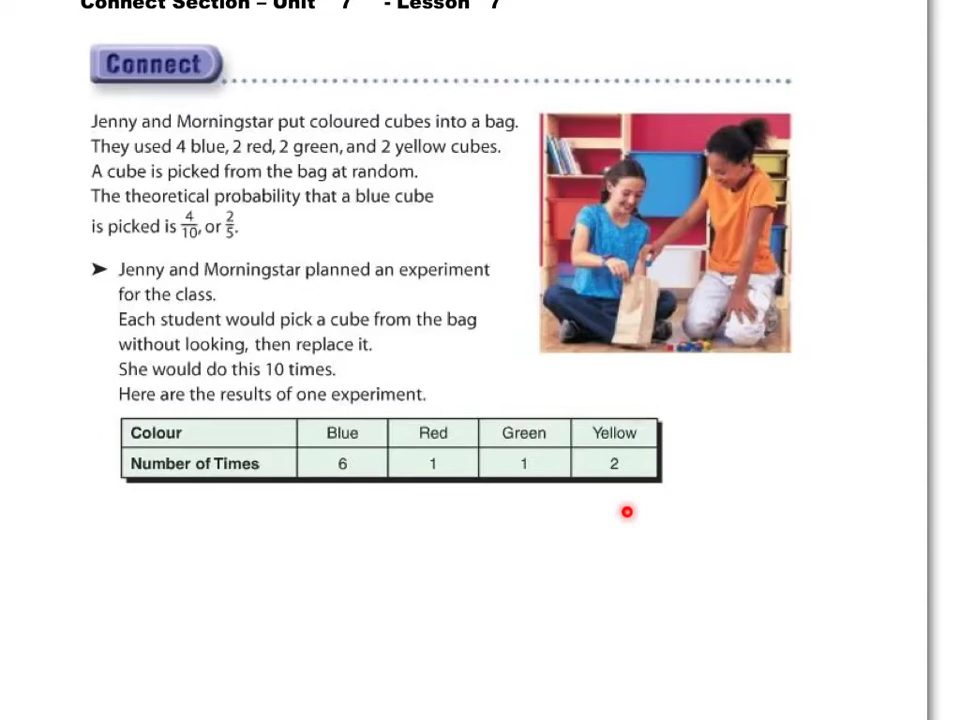 Connect Section – Unit 7 - Lesson 7
Connect
Jenny and Morningstar put coloured cubes into a bag.
They used 4 blue, 2 red, 2 green, and 2 yellow cubes.
A cube is picked from the bag at random.
The theoretical probability that a blue cube
is picked is 4/10, or 2/5.
➤ Jenny and Morningstar planned an experiment
for the class.
Each student would pick a cube from the bag
without looking, then replace it.
She would do this 10 times.
Here are the results of one experiment.
Colour Blue Red Green Yellow
Number of Times 6 1 1 2